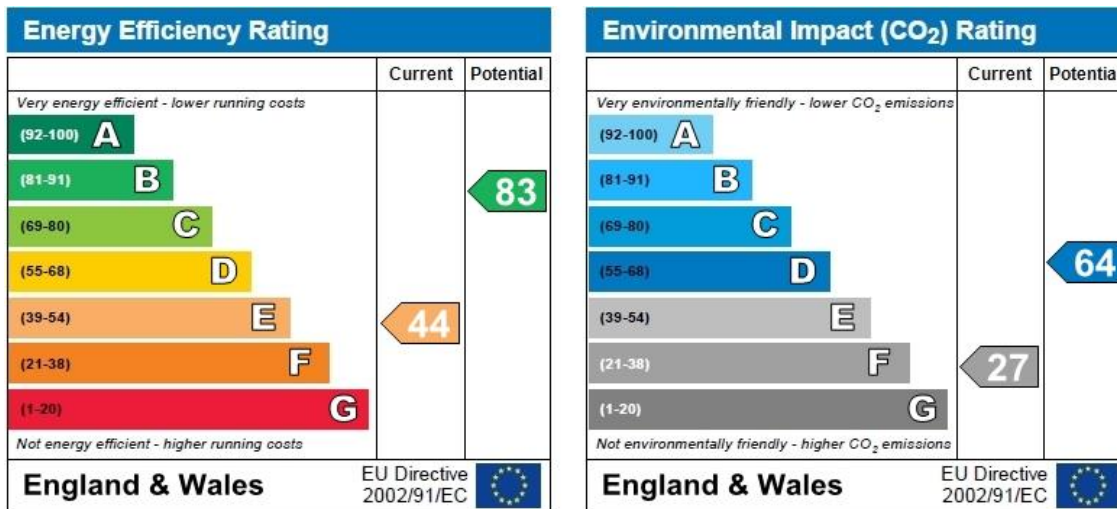 Energy Efficiency Rating
Current Potential
Very energy efficient - lower running costs
(92-100) A
(81-91) B
83
(69-80) C
(55-68) D
(39-54) E
44
(21-38) F
(1-20) G
Not energy efficient - higher running costs
England & Wales
EU Directive
2002/91/EC
Environmental Impact (CO₂) Rating
Current Potentia
Very environmentally friendly - lower CO₂ emissions
(92-100) A
(81-91) B
(69-80) C
(55-68) D
64
(39-54) E
(21-38) F
27
(1-20) G
Not environmentally friendly - higher CO₂ emissions
England & Wales
EU Directive
2002/91/EC